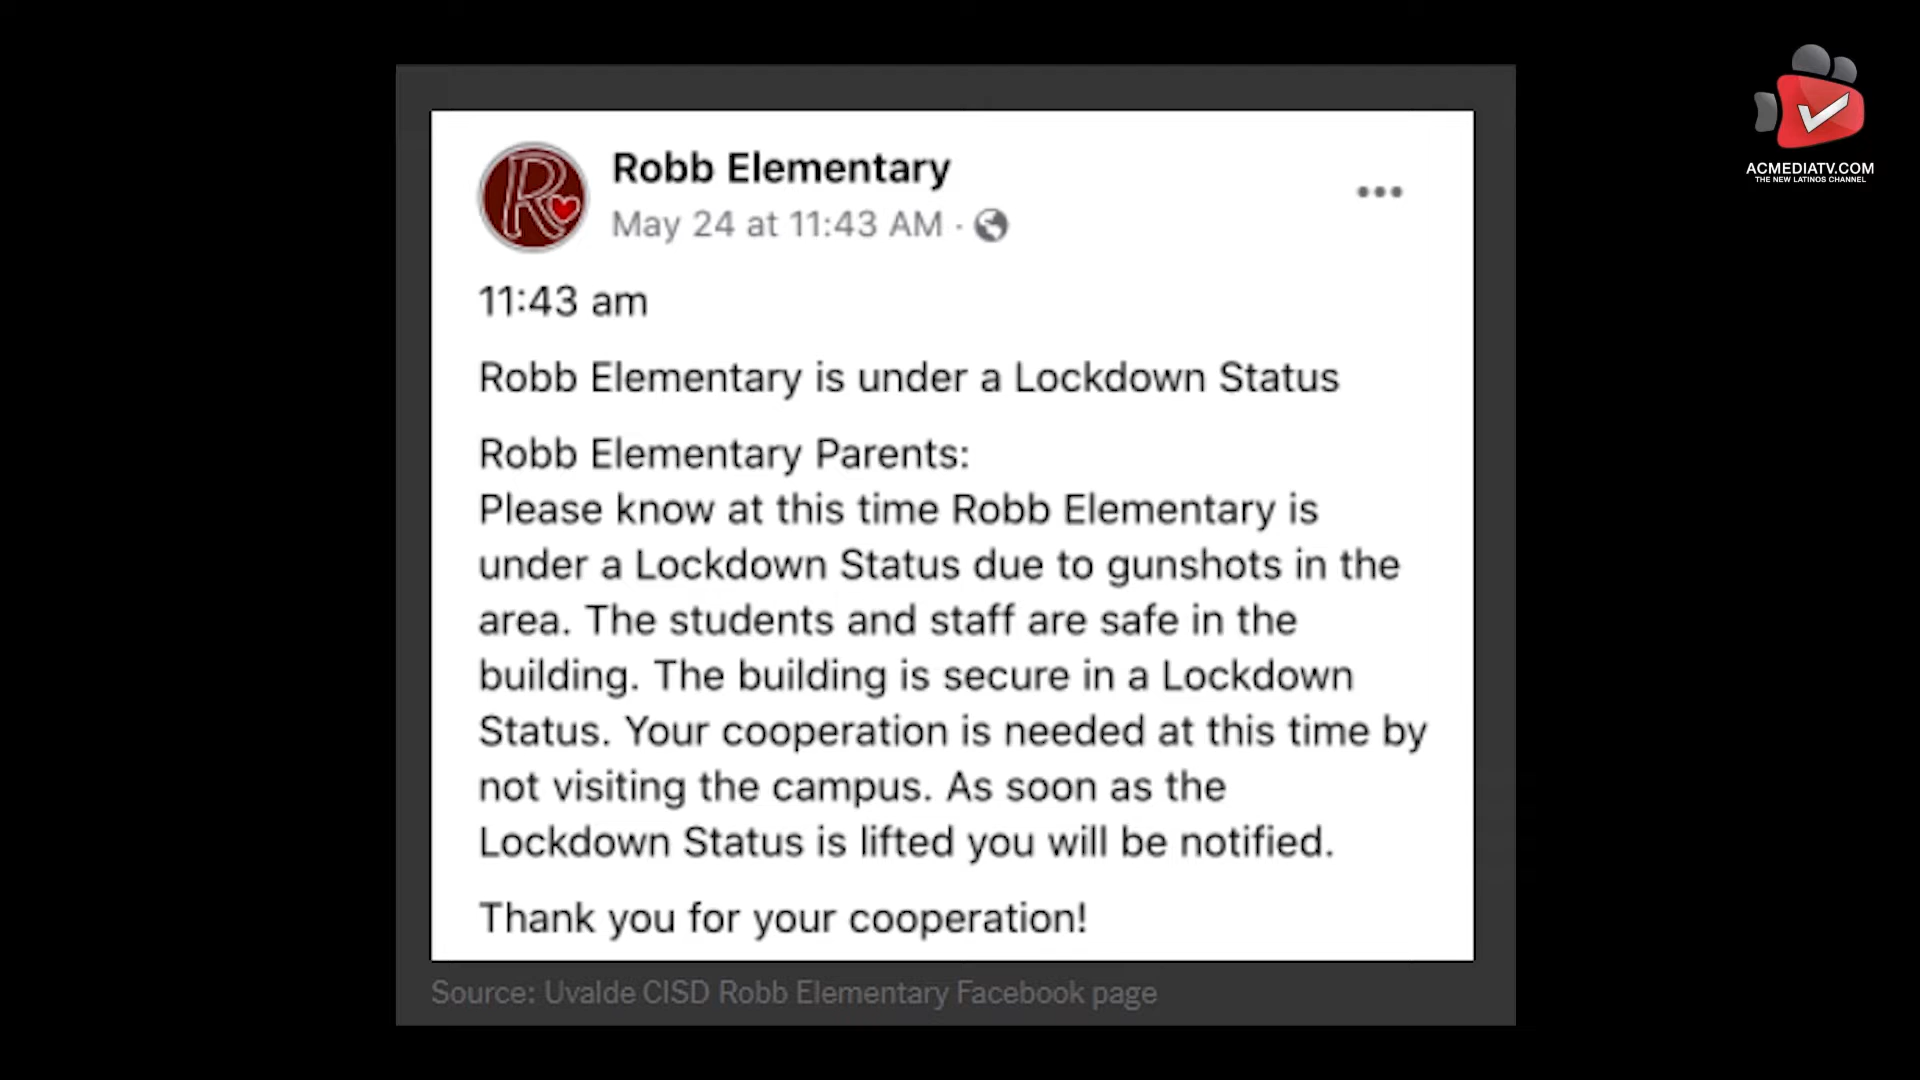 Robb Elementary
May 24 at 11:43 AM ·
11:43 am
Robb Elementary is under a Lockdown Status
Robb Elementary Parents:
Please know at this time Robb Elementary is
under a Lockdown Status due to gunshots in the
area. The students and staff are safe in the
building. The building is secure in a Lockdown
Status. Your cooperation is needed at this time by
not visiting the campus. As soon as the
Lockdown Status is lifted you will be notified.
Thank you for your cooperation!
Source: Uvalde CISD Robb Elementary Facebook page
ACMEDIATV.COM
THE NEW LATINOS CHANNEL